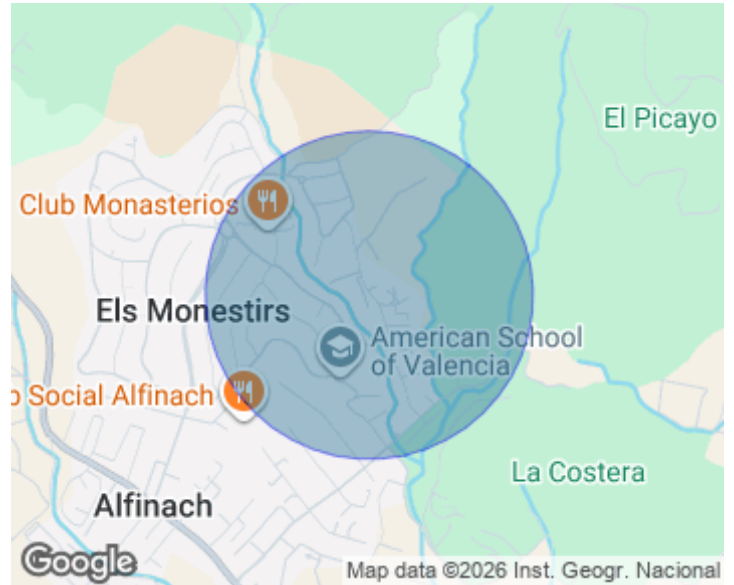 El Picayo
Club Monasterios
Els Monestirs
American School
of Valencia
o Social Alfinach
La Costera
Alfinach
Google
Map data ©2026 Inst. Geogr. Nacional